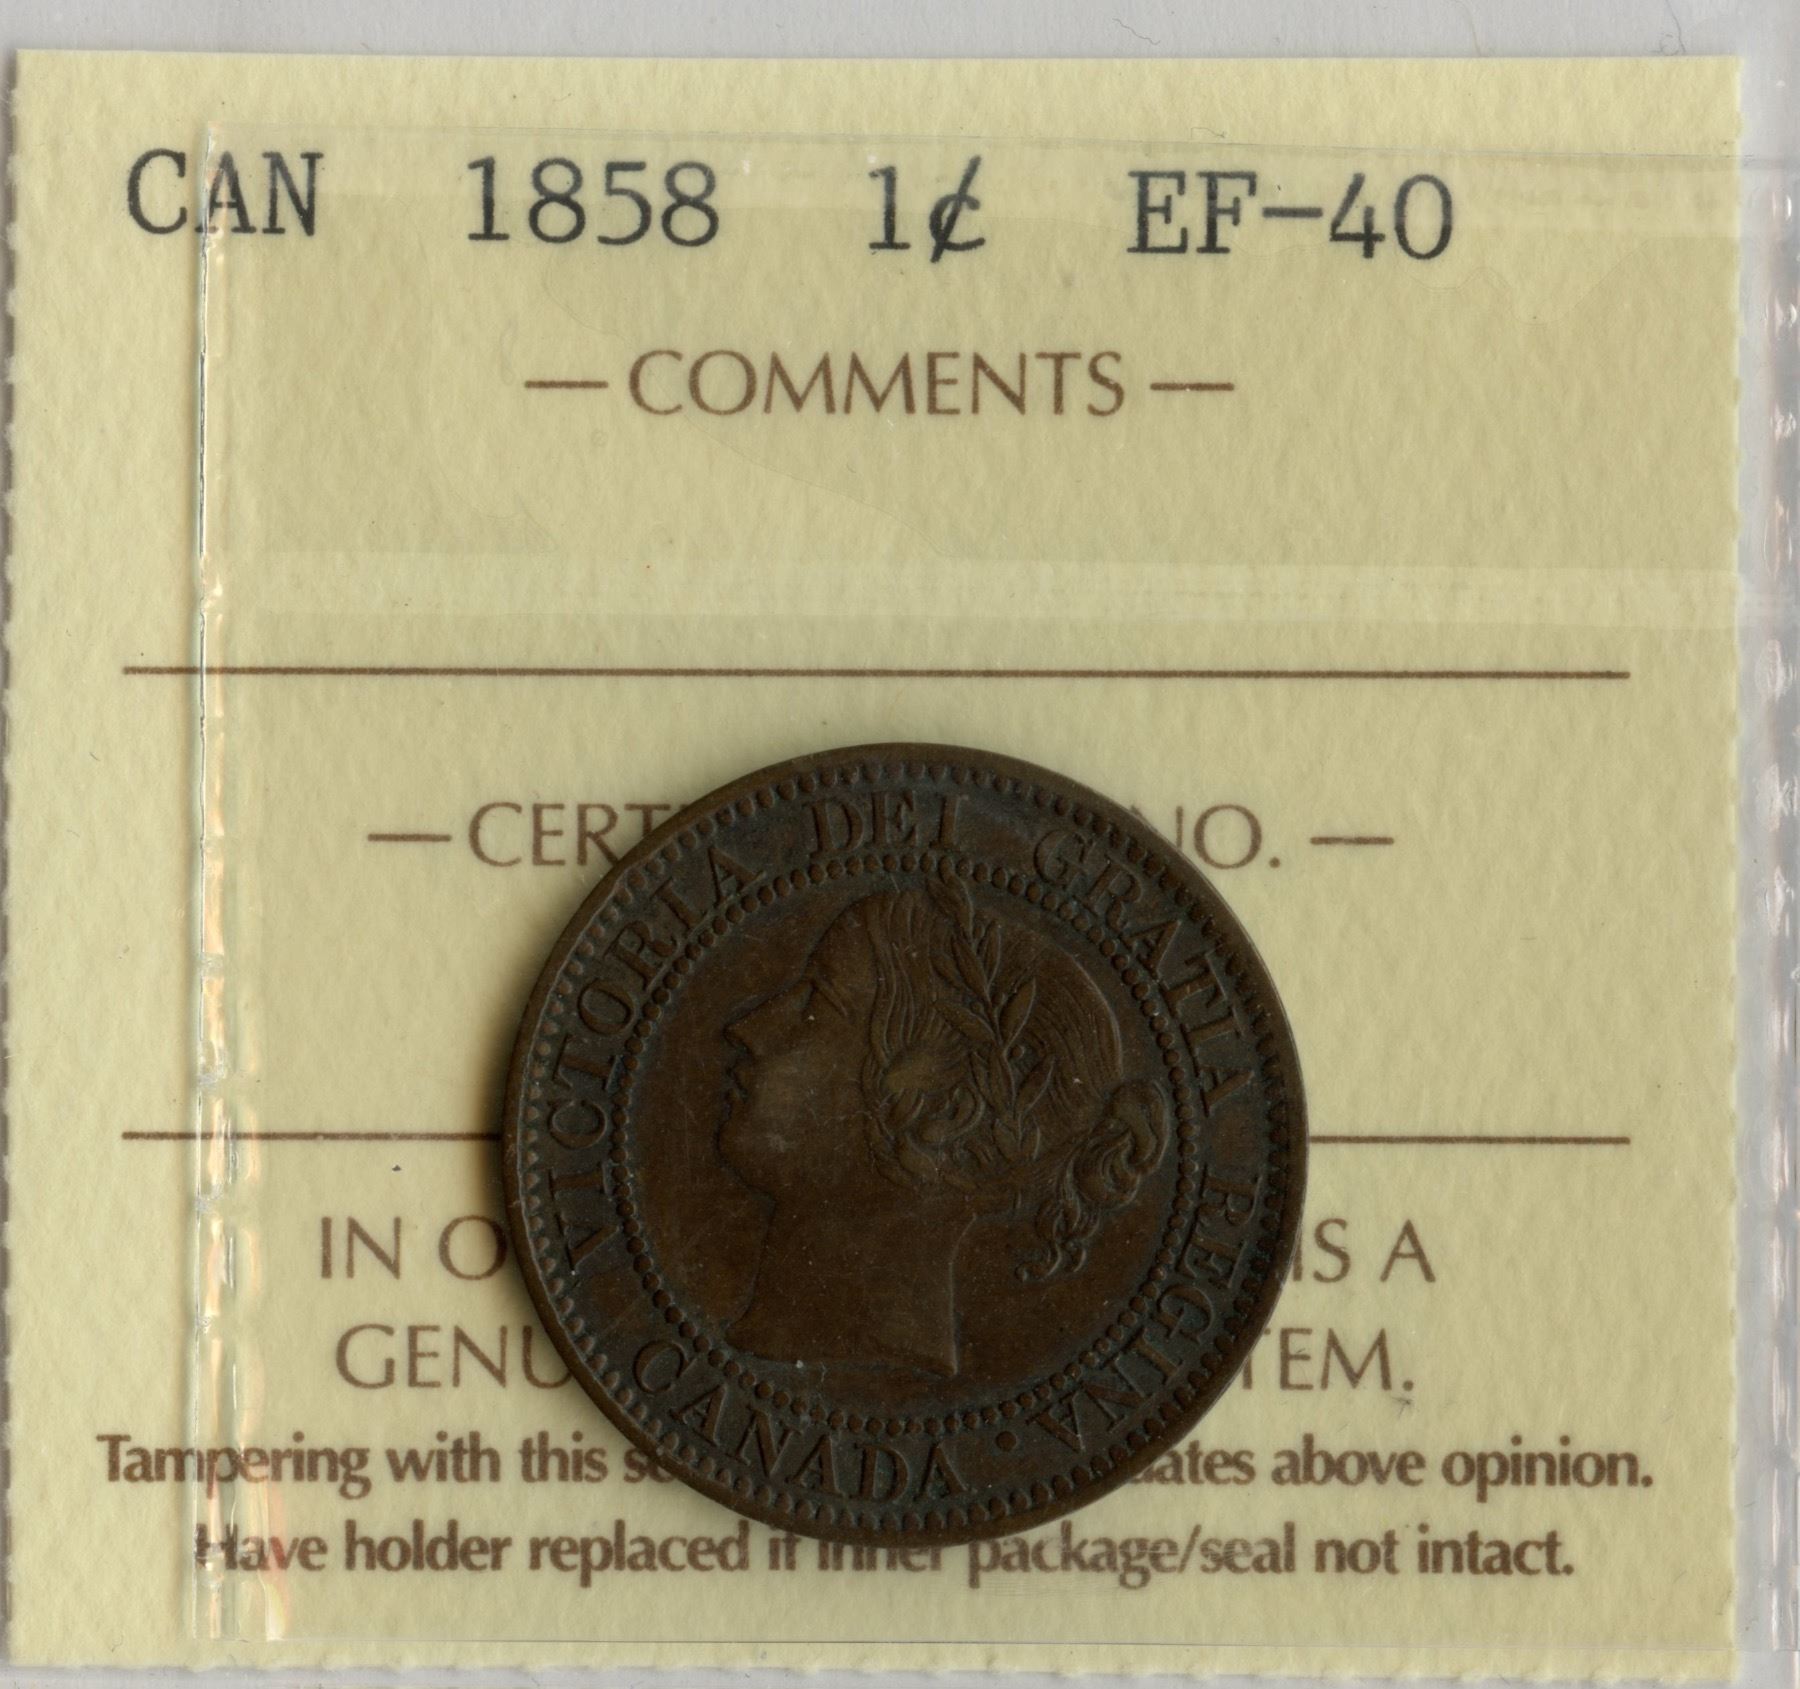 CAN 1858 1¢ EF-40
— COMMENTS —
— CERT NO. —
IN O IS A
GENU TEM.
Tampering with this above opinion.
Have holder replaced if inner package/seal not intact.
VICTORIA DEI GRATIA REGINA.
CANADA